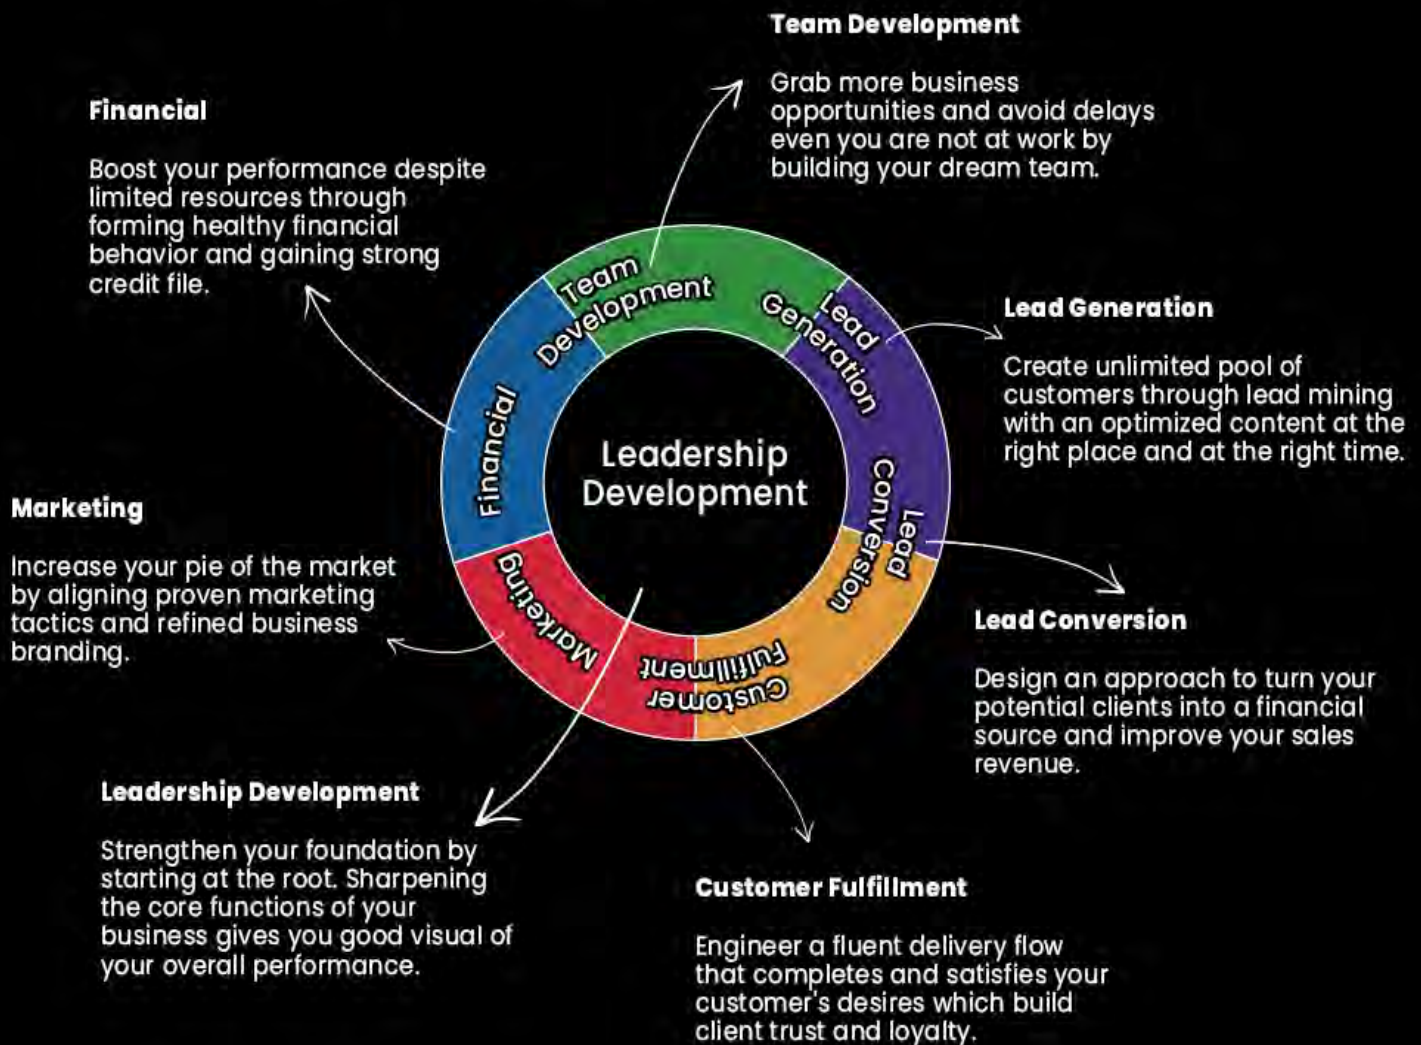 Team Development
Grab more business
opportunities and avoid delays
even you are not at work by
building your dream team.
Financial
Boost your performance despite
limited resources through
forming healthy financial
behavior and gaining strong
credit file.
Lead Generation
Create unlimited pool of
customers through lead mining
with an optimized content at the
right place and at the right time.
Team
Development
Lead
Generation
Financial
Leadership
Development
Lead
Conversion
Marketing
Customer
Fulfillment
Marketing
Increase your pie of the market
by aligning proven marketing
tactics and refined business
branding.
Lead Conversion
Design an approach to turn your
potential clients into a financial
source and improve your sales
revenue.
Leadership Development
Strengthen your foundation by
starting at the root. Sharpening
the core functions of your
business gives you good visual of
your overall performance.
Customer Fulfillment
Engineer a fluent delivery flow
that completes and satisfies your
customer's desires which build
client trust and loyalty.